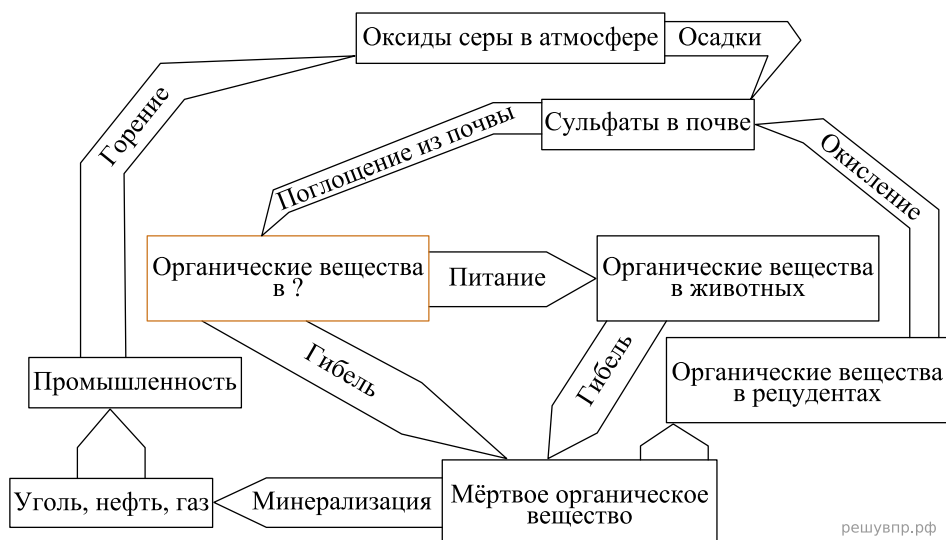 Оксиды серы в атмосфере
Осадки
Горение
Поглощение из почвы
Сульфаты в почве
Окисление
Органические вещества
в ?
Питание
Органические вещества
в животных
Гибель
Гибель
Промышленность
Органические вещества
в рецудентах
Уголь, нефть, газ
Минерализация
Мёртвое органическое
вещество
решувпр.рф